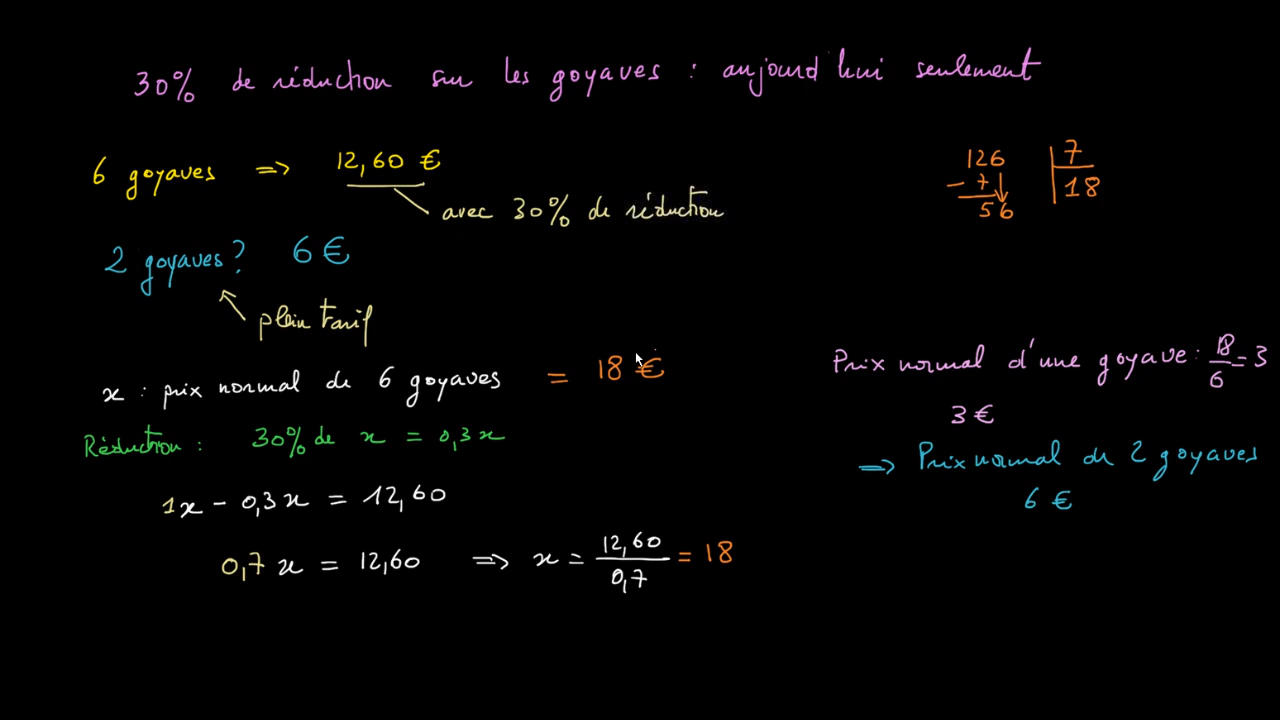 30% de réduction sur les goyaves : aujourd'hui seulement
6 goyaves => 12,60 €
avec 30% de réduction
2 goyaves? 6 €
plein tarif
x : prix normal de 6 goyaves = 18 €
Réduction : 30% de x = 0,3x
1x - 0,3x = 12,60
0,7x = 12,60 => x = 12,60/0,7 = 18
126 | 7
- 7 | 18
56
Prix normal d'une goyave : 18/6 = 3
3 €
=> Prix normal de 2 goyaves
6 €